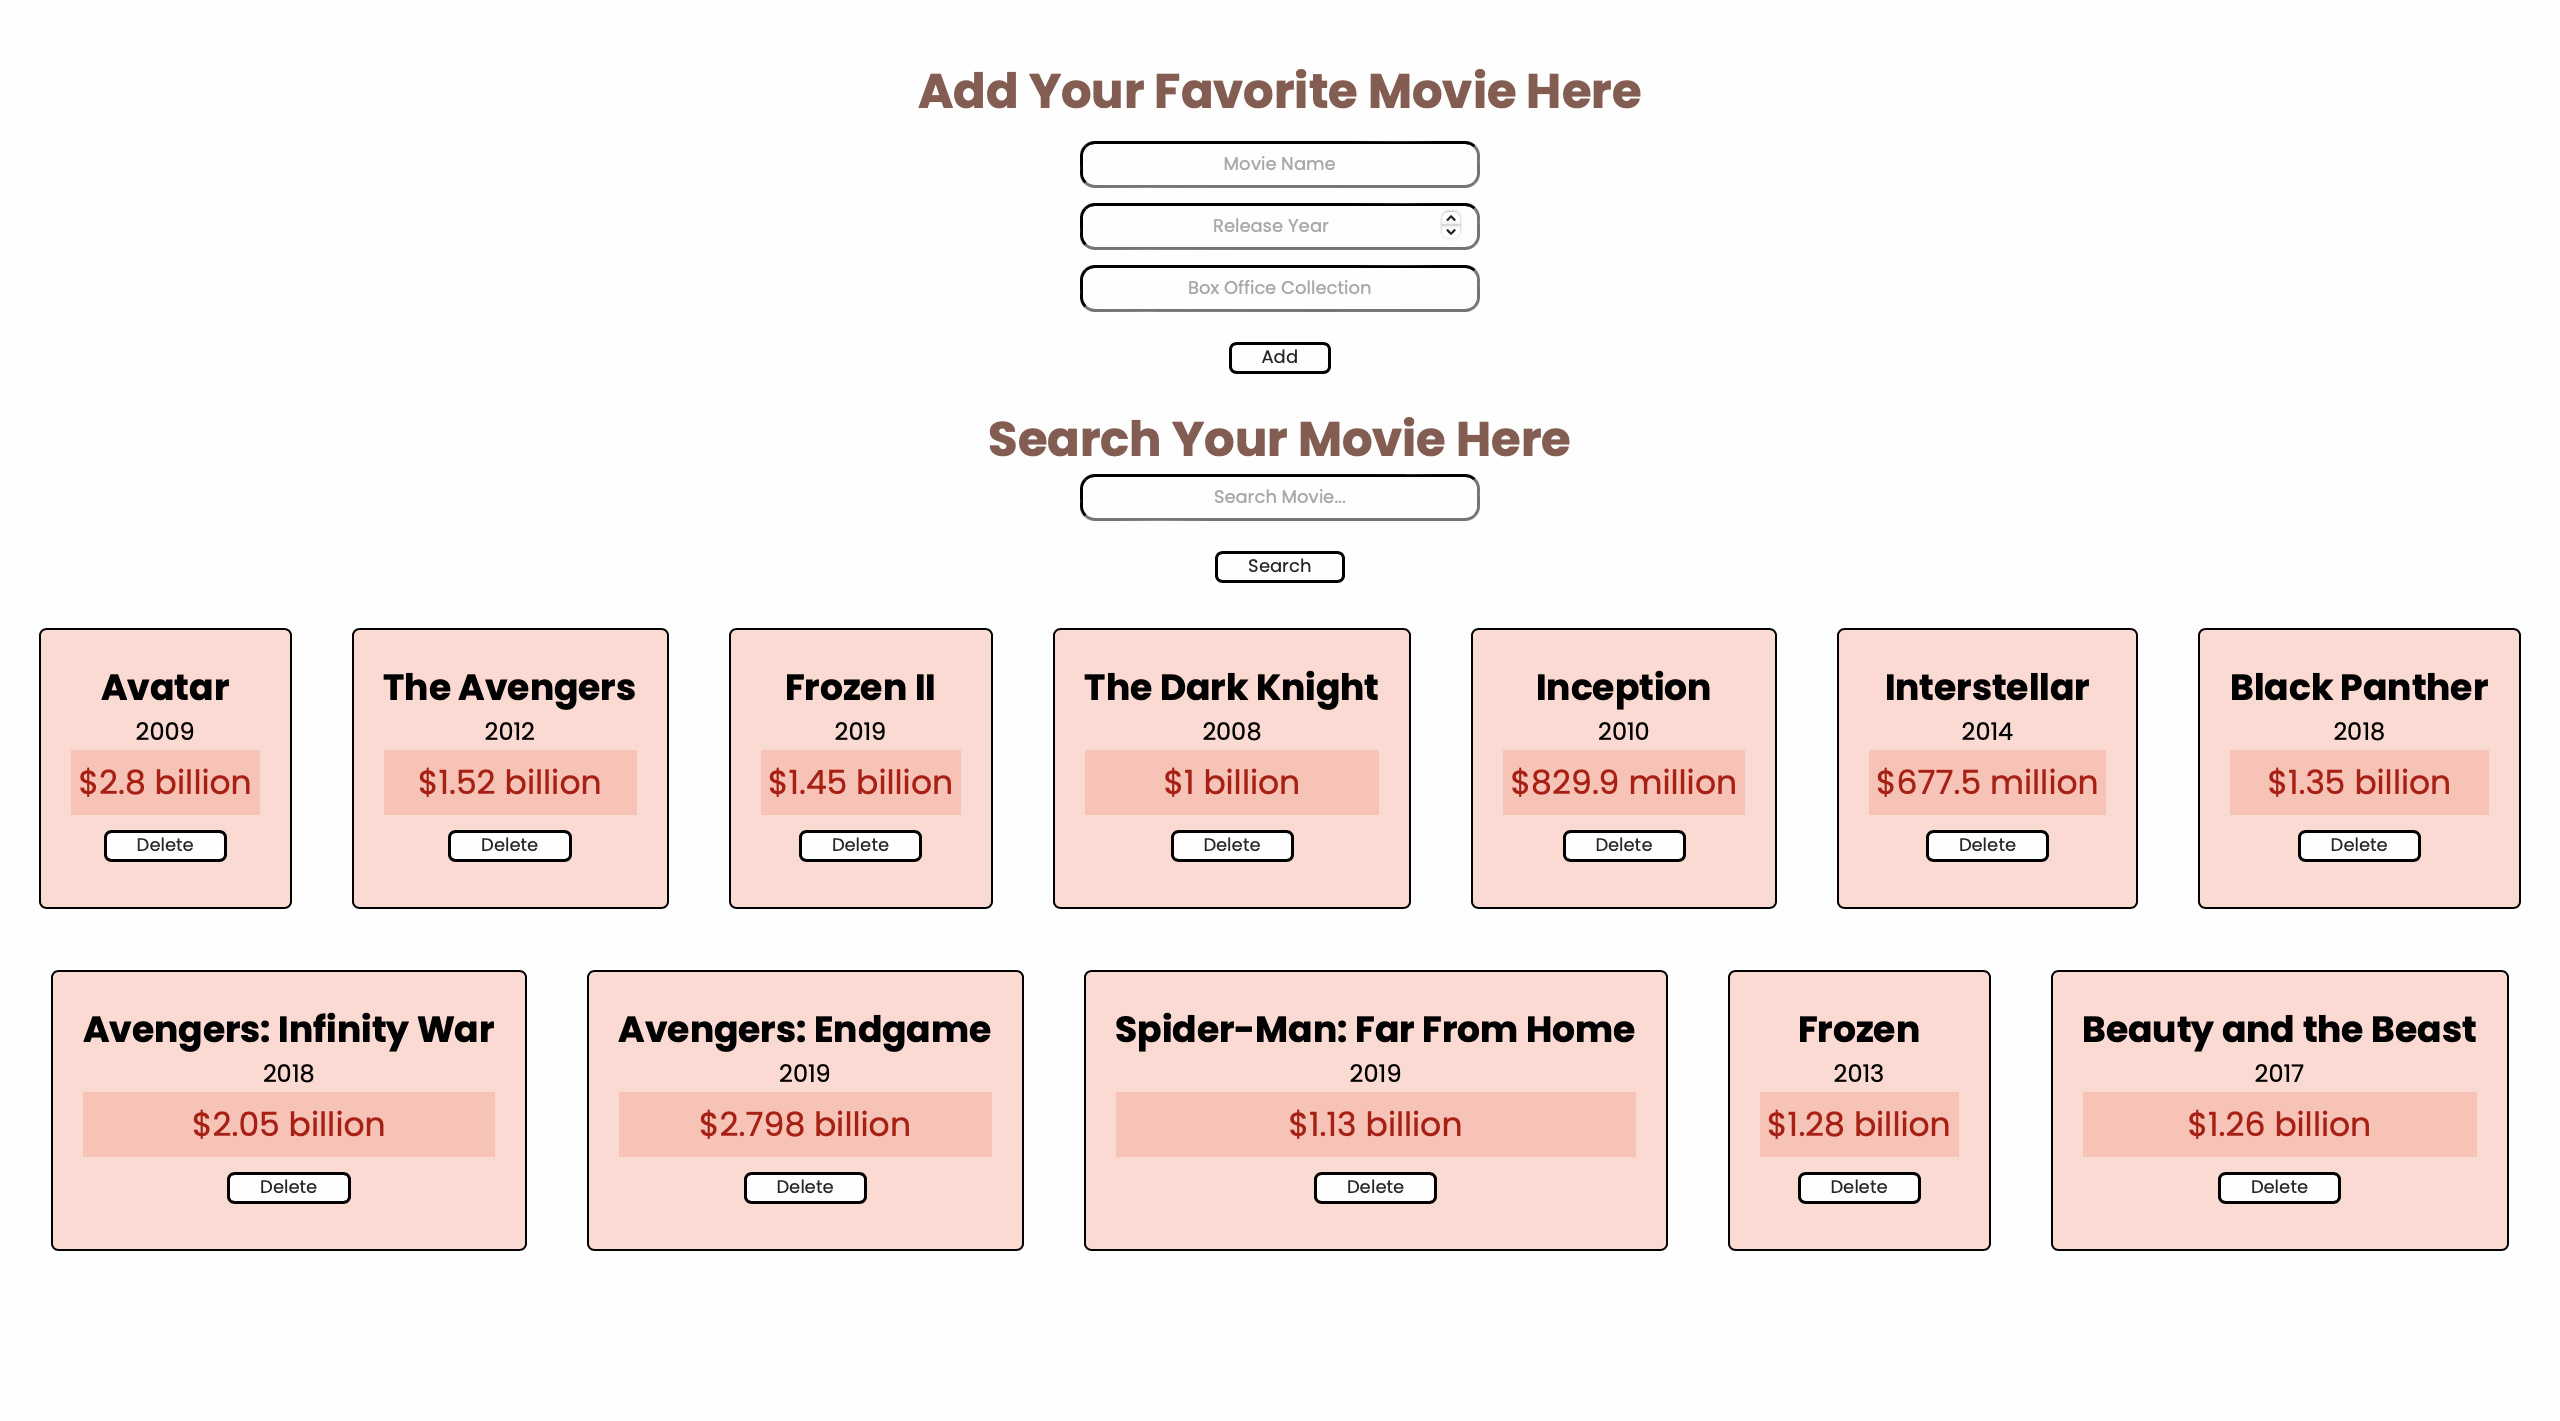 Add Your Favorite Movie Here
Movie Name
Release Year
Box Office Collection
Add
Search Your Movie Here
Search Movie...
Search
Avatar
2009
$2.8 billion
Delete
The Avengers
2012
$1.52 billion
Delete
Frozen II
2019
$1.45 billion
Delete
The Dark Knight
2008
$1 billion
Delete
Inception
2010
$829.9 million
Delete
Interstellar
2014
$677.5 million
Delete
Black Panther
2018
$1.35 billion
Delete
Avengers: Infinity War
2018
$2.05 billion
Delete
Avengers: Endgame
2019
$2.798 billion
Delete
Spider-Man: Far From Home
2019
$1.13 billion
Delete
Frozen
2013
$1.28 billion
Delete
Beauty and the Beast
2017
$1.26 billion
Delete